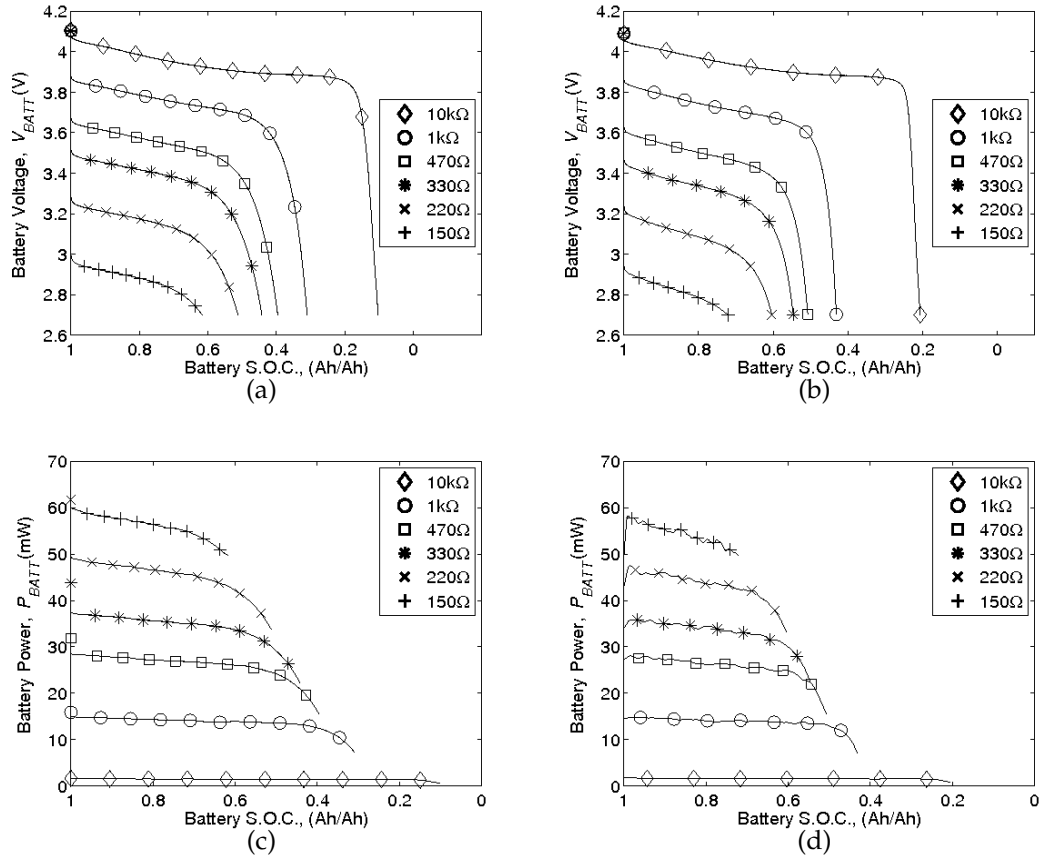 4.2
4
3.8
3.6
3.4
3.2
3
2.8
2.6
Battery Voltage, V_BATT (V)
1 0.8 0.6 0.4 0.2 0
Battery S.O.C., (Ah/Ah)
10kΩ
1kΩ
470Ω
330Ω
220Ω
150Ω
(a)
4.2
4
3.8
3.6
3.4
3.2
3
2.8
2.6
Battery Voltage, V_BATT (V)
1 0.8 0.6 0.4 0.2 0
Battery S.O.C., (Ah/Ah)
10kΩ
1kΩ
470Ω
330Ω
220Ω
150Ω
(b)
70
60
50
40
30
20
10
0
Battery Power, P_BATT (mW)
1 0.8 0.6 0.4 0.2 0
Battery S.O.C., (Ah/Ah)
10kΩ
1kΩ
470Ω
330Ω
220Ω
150Ω
(c)
70
60
50
40
30
20
10
0
Battery Power, P_BATT (mW)
1 0.8 0.6 0.4 0.2 0
Battery S.O.C., (Ah/Ah)
10kΩ
1kΩ
470Ω
330Ω
220Ω
150Ω
(d)